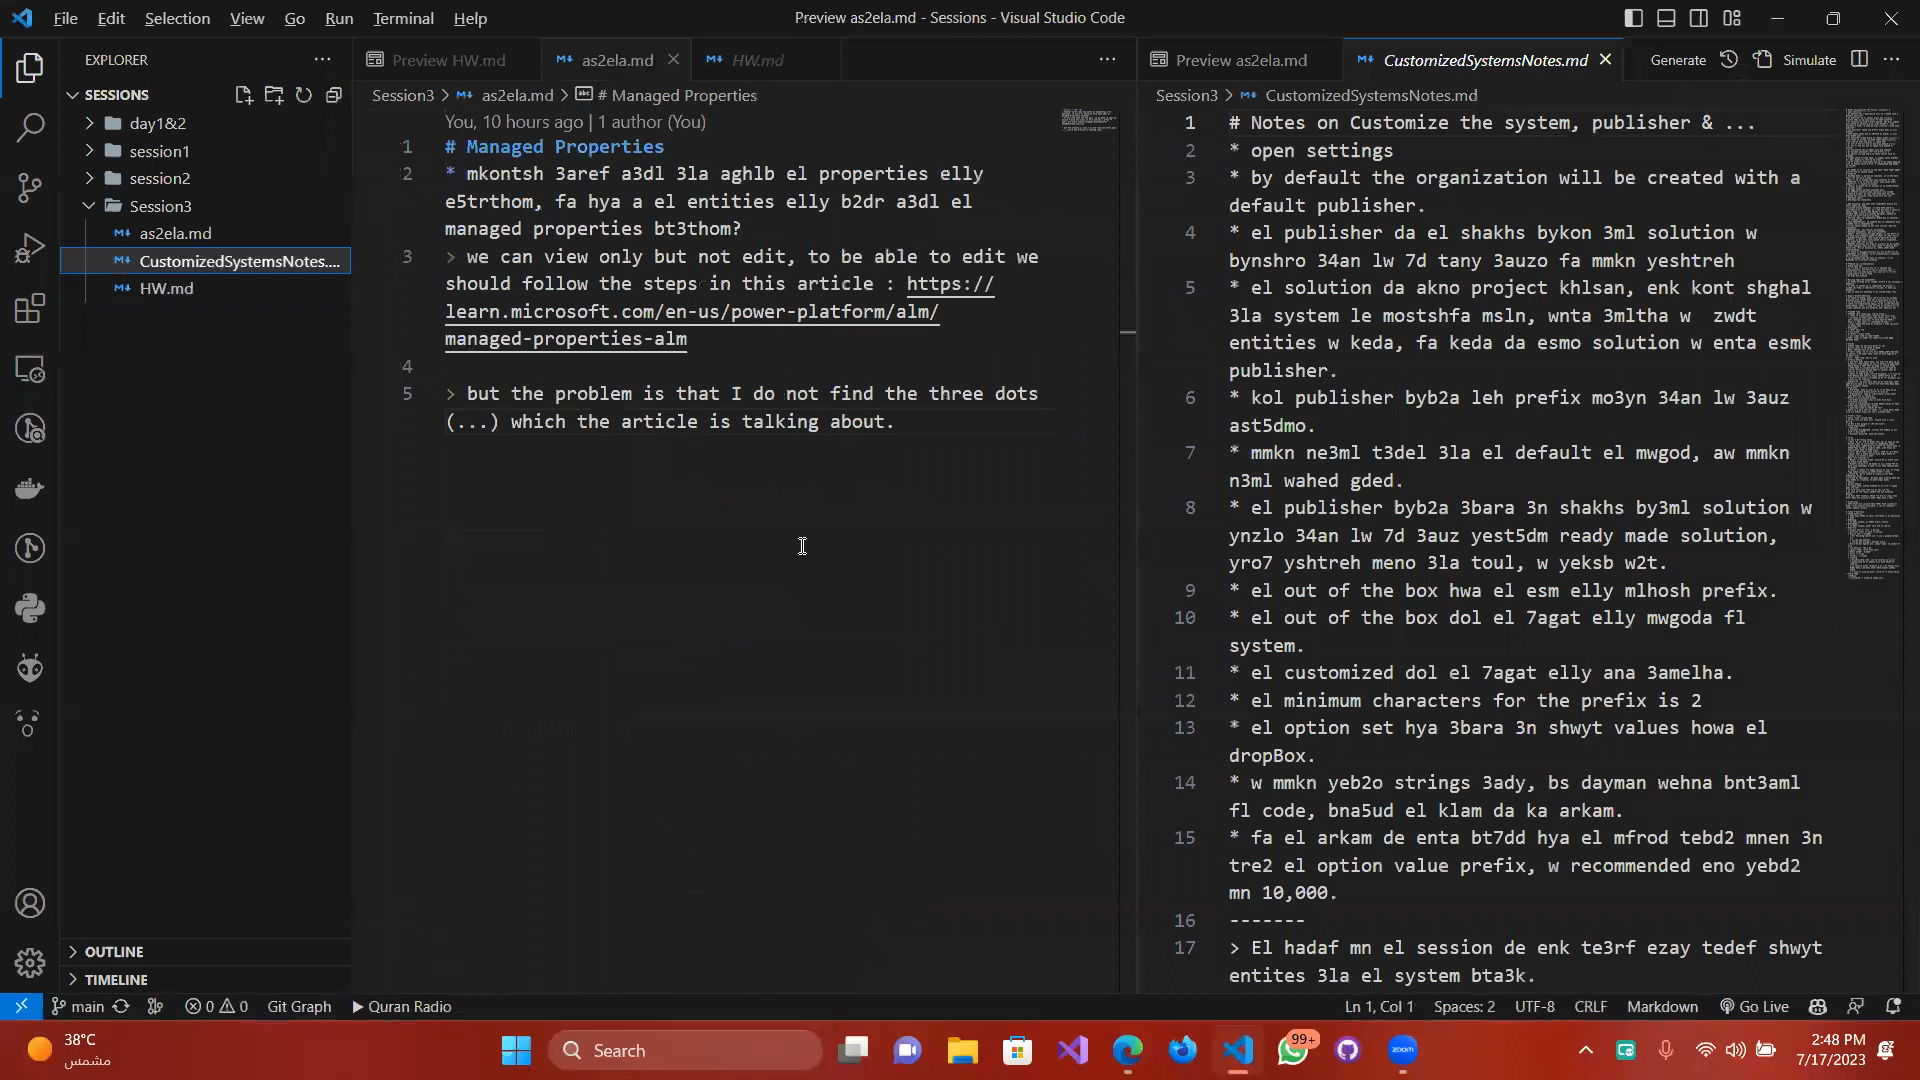 File Edit Selection View Go Run Terminal Help
Preview as2ela.md - Sessions - Visual Studio Code
EXPLORER
SESSIONS
day1&2
session1
session2
Session3
as2ela.md
CustomizedSystemsNotes....
HW.md
OUTLINE
TIMELINE
Preview HW.md
as2ela.md
HW.md
Session3 > as2ela.md > # Managed Properties
You, 10 hours ago | 1 author (You)
1 # Managed Properties
2 * mkontsh 3aref a3dl 3la aghlb el properties elly
e5trthom, fa hya a el entities elly b2dr a3dl el
managed properties bt3thom?
3 > we can view only but not edit, to be able to edit we
should follow the steps in this article : https://
learn.microsoft.com/en-us/power-platform/alm/
managed-properties-alm
4
5 > but the problem is that I do not find the three dots
(...) which the article is talking about.
Preview as2ela.md
CustomizedSystemsNotes.md
Generate
Simulate
Session3 > CustomizedSystemsNotes.md
1 # Notes on Customize the system, publisher & ...
2 * open settings
3 * by default the organization will be created with a
default publisher.
4 * el publisher da el shakhs bykon 3ml solution w
bynshro 34an lw 7d tany 3auzo fa mmkn yeshtreh
5 * el solution da akno project khlsan, enk kont shghal
3la system le mostshfa msln, wnta 3mltha w  zwdt
entities w keda, fa keda da esmo solution w enta esmk
publisher.
6 * kol publisher byb2a leh prefix mo3yn 34an lw 3auz
ast5dmo.
7 * mmkn ne3ml t3del 3la el default el mwgod, aw mmkn
n3ml wahed gded.
8 * el publisher byb2a 3bara 3n shakhs by3ml solution w
ynzlo 34an lw 7d 3auz yest5dm ready made solution,
yro7 yshtreh meno 3la toul, w yeksb w2t.
9 * el out of the box hwa el esm elly mlhosh prefix.
10 * el out of the box dol el 7agat elly mwgoda fl
system.
11 * el customized dol el 7agat elly ana 3amelha.
12 * el minimum characters for the prefix is 2
13 * el option set hya 3bara 3n shwyt values howa el
dropBox.
14 * w mmkn yeb2o strings 3ady, bs dayman wehna bnt3aml
fl code, bna5ud el klam da ka arkam.
15 * fa el arkam de enta bt7dd hya el mfrod tebd2 mnen 3n
tre2 el option value prefix, w recommended eno yebd2
mn 10,000.
16 -------
17 > El hadaf mn el session de enk te3rf ezay tedef shwyt
entites 3la el system bta3k.
main 0 0 Git Graph Quran Radio
Ln 1, Col 1 Spaces: 2 UTF-8 CRLF Markdown Go Live
38°C
مشمس
Search
99+
zoom
2:48 PM
7/17/2023